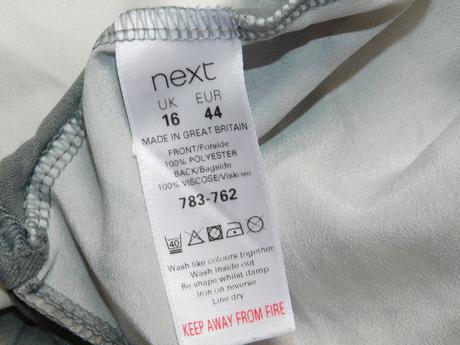 next
UK EUR
16 44
MADE IN GREAT BRITAIN
FRONT/Forside
100% POLYESTER
BACK/Bagside
100% VISCOSE/Viskose
783-762
40
Wash like colours together
Wash inside out
Re shape whilst damp
Iron on reverse
Line dry
KEEP AWAY FROM FIRE